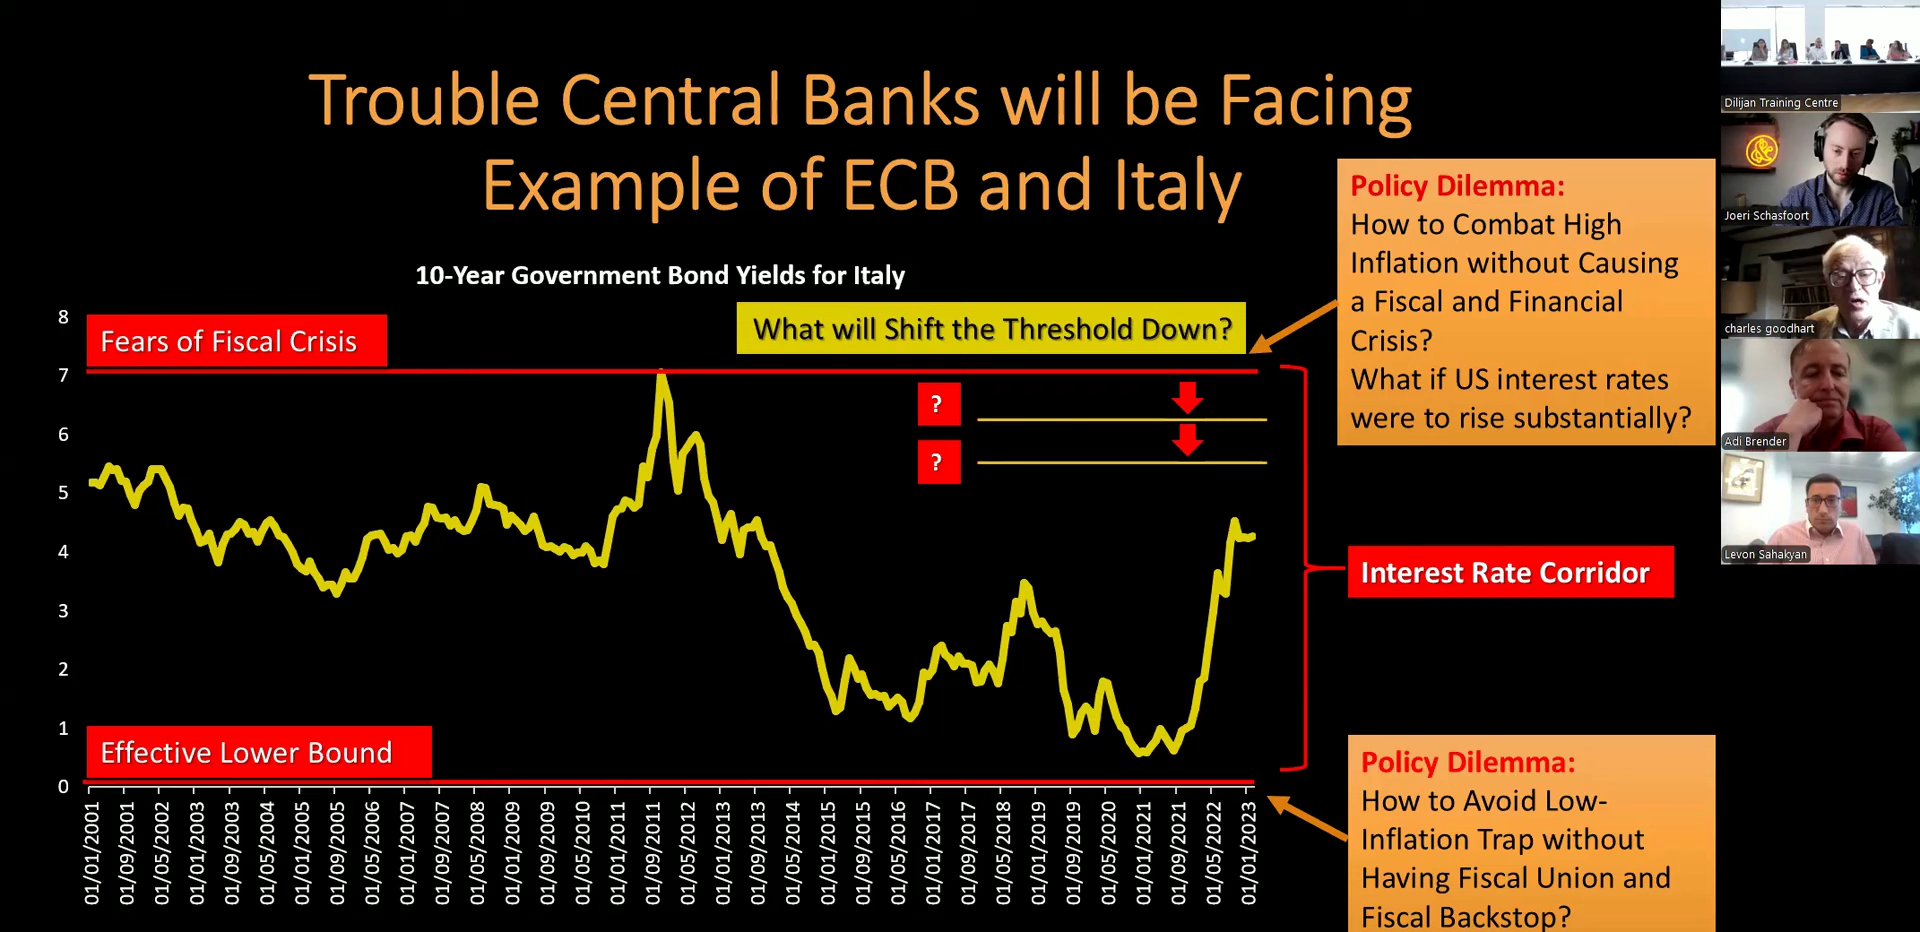 Trouble Central Banks will be Facing
Example of ECB and Italy
10-Year Government Bond Yields for Italy
8
7
6
5
4
3
2
1
0
Fears of Fiscal Crisis
What will Shift the Threshold Down?
?
?
Effective Lower Bound
01/01/2001
01/09/2001
01/05/2002
01/01/2003
01/09/2003
01/05/2004
01/01/2005
01/09/2005
01/05/2006
01/01/2007
01/09/2007
01/05/2008
01/01/2009
01/09/2009
01/05/2010
01/01/2011
01/09/2011
01/05/2012
01/01/2013
01/09/2013
01/05/2014
01/01/2015
01/09/2015
01/05/2016
01/01/2017
01/09/2017
01/05/2018
01/01/2019
01/09/2019
01/05/2020
01/01/2021
01/09/2021
01/05/2022
01/01/2023
Policy Dilemma:
How to Combat High
Inflation without Causing
a Fiscal and Financial
Crisis?
What if US interest rates
were to rise substantially?
Interest Rate Corridor
Policy Dilemma:
How to Avoid Low-
Inflation Trap without
Having Fiscal Union and
Fiscal Backstop?
Dilijan Training Centre
&
Joeri Schasfoort
charles goodhart
Adi Brender
Levon Sahakyan